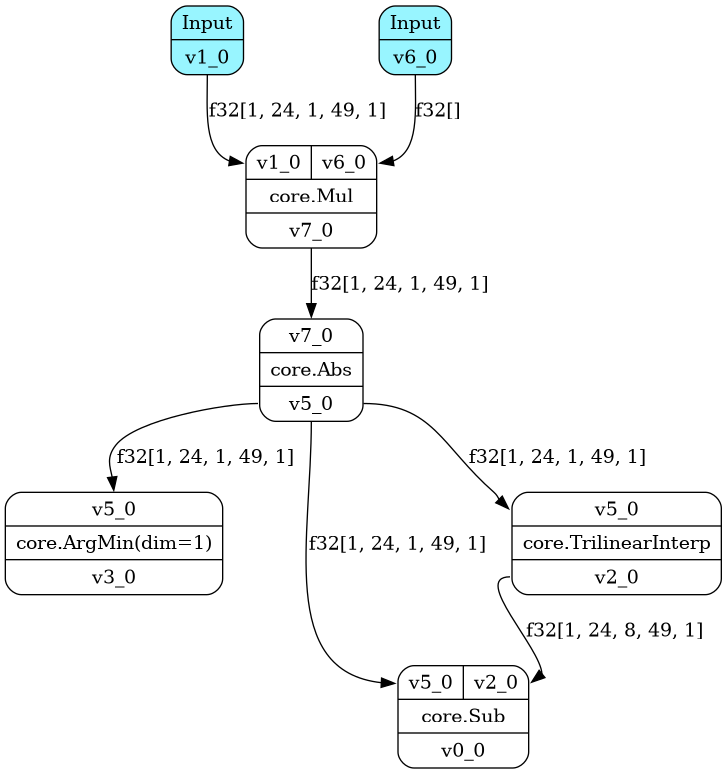 Input
v1_0
Input
v6_0
f32[1, 24, 1, 49, 1]
f32[]
v1_0
v6_0
core.Mul
v7_0
f32[1, 24, 1, 49, 1]
v7_0
core.Abs
v5_0
f32[1, 24, 1, 49, 1]
f32[1, 24, 1, 49, 1]
v5_0
core.ArgMin(dim=1)
v3_0
f32[1, 24, 1, 49, 1]
v5_0
core.TrilinearInterp
v2_0
f32[1, 24, 8, 49, 1]
v5_0
v2_0
core.Sub
v0_0